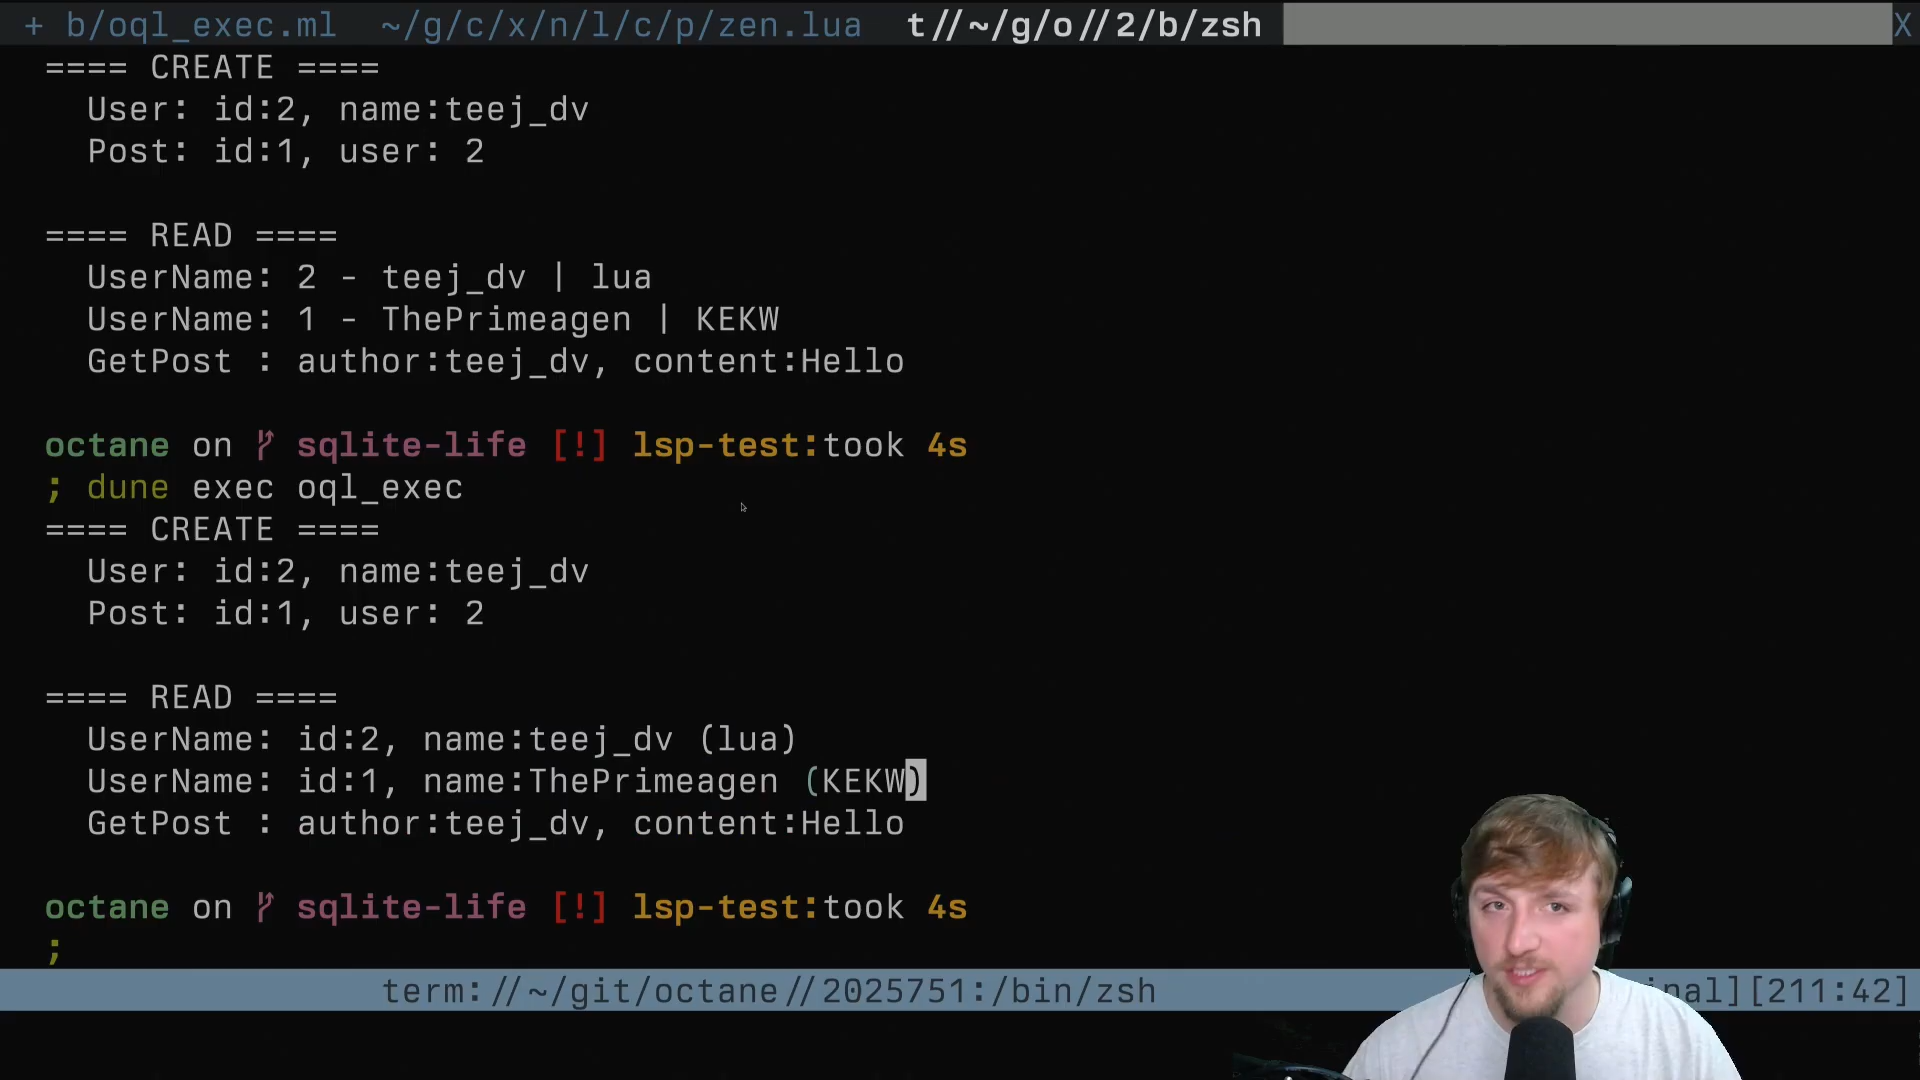 + b/oql_exec.ml ~/g/c/x/n/l/c/p/zen.lua t//~/g/o//2/b/zsh X
==== CREATE ====
User: id:2, name:teej_dv
Post: id:1, user: 2
==== READ ====
UserName: 2 - teej_dv | lua
UserName: 1 - ThePrimeagen | KEKW
GetPost : author:teej_dv, content:Hello
octane on sqlite-life [!] lsp-test:took 4s
; dune exec oql_exec
==== CREATE ====
User: id:2, name:teej_dv
Post: id:1, user: 2
==== READ ====
UserName: id:2, name:teej_dv (lua)
UserName: id:1, name:ThePrimeagen (KEKW)
GetPost : author:teej_dv, content:Hello
octane on sqlite-life [!] lsp-test:took 4s
;
term://~/git/octane//2025751:/bin/zsh nal][211:42]